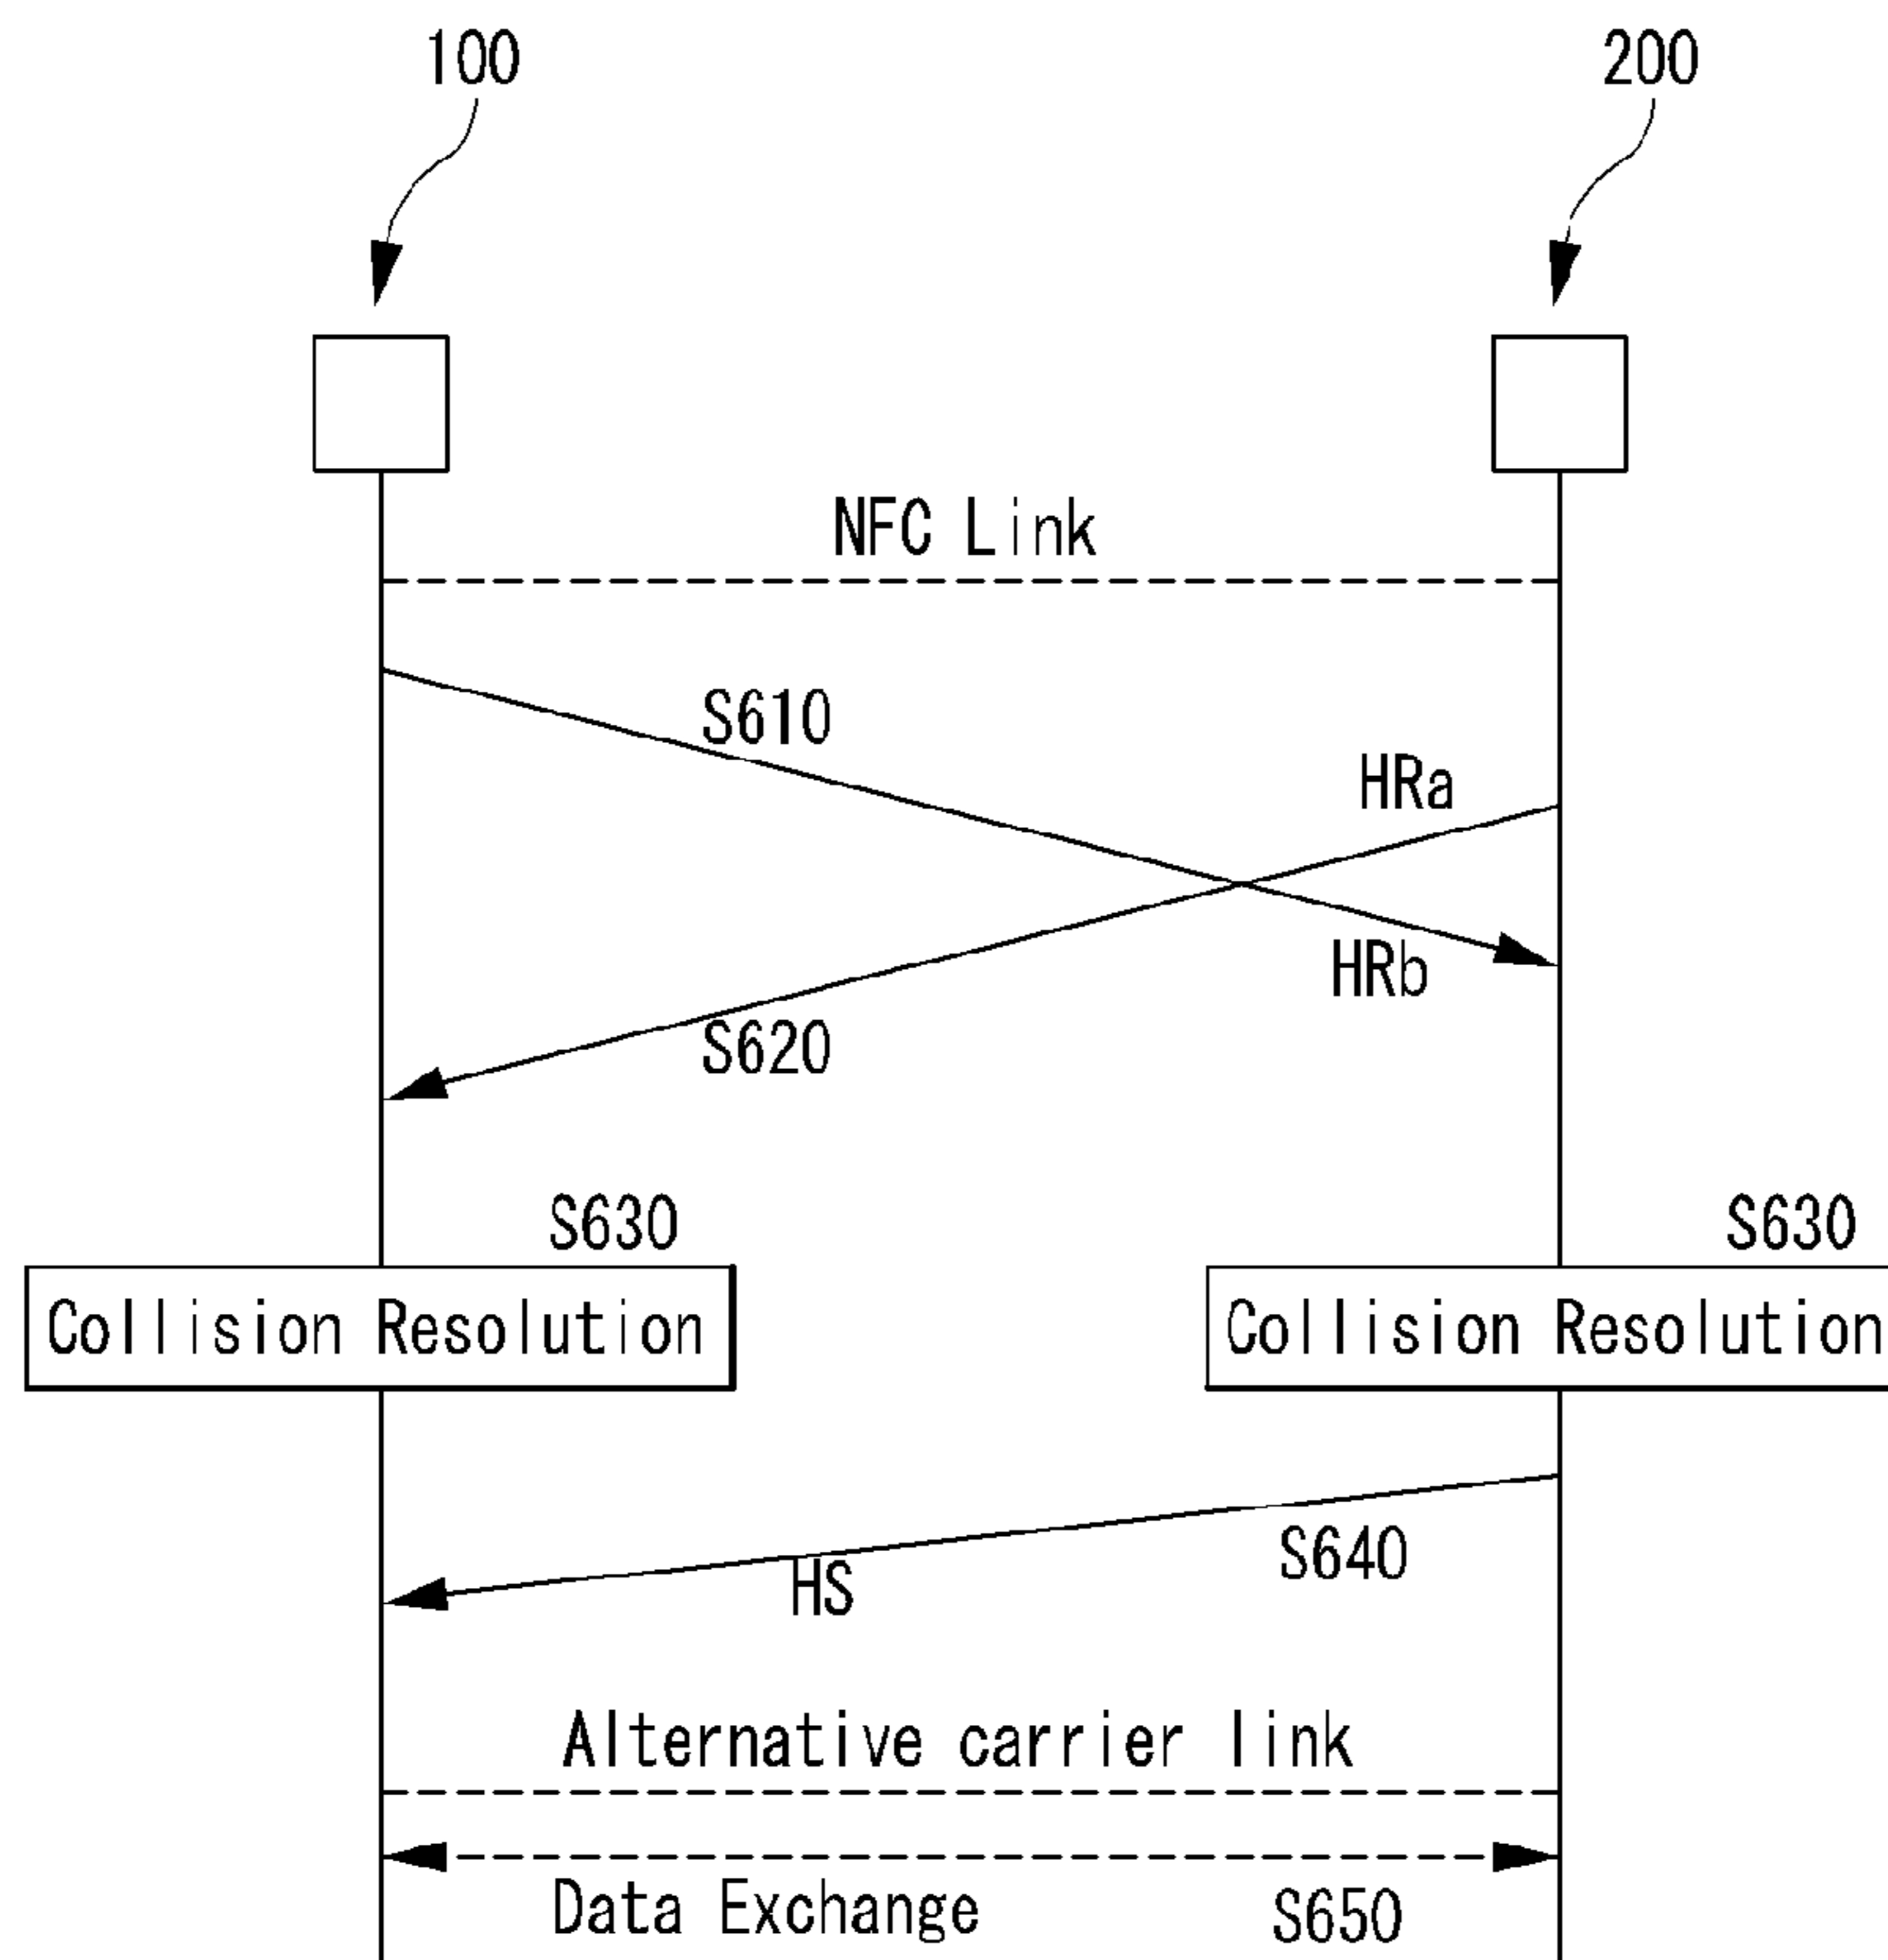 100
200
NFC Link
S610
HRa
HRb
S620
S630
S630
Collision Resolution
Collision Resolution
S640
HS
Alternative carrier link
Data Exchange
S650